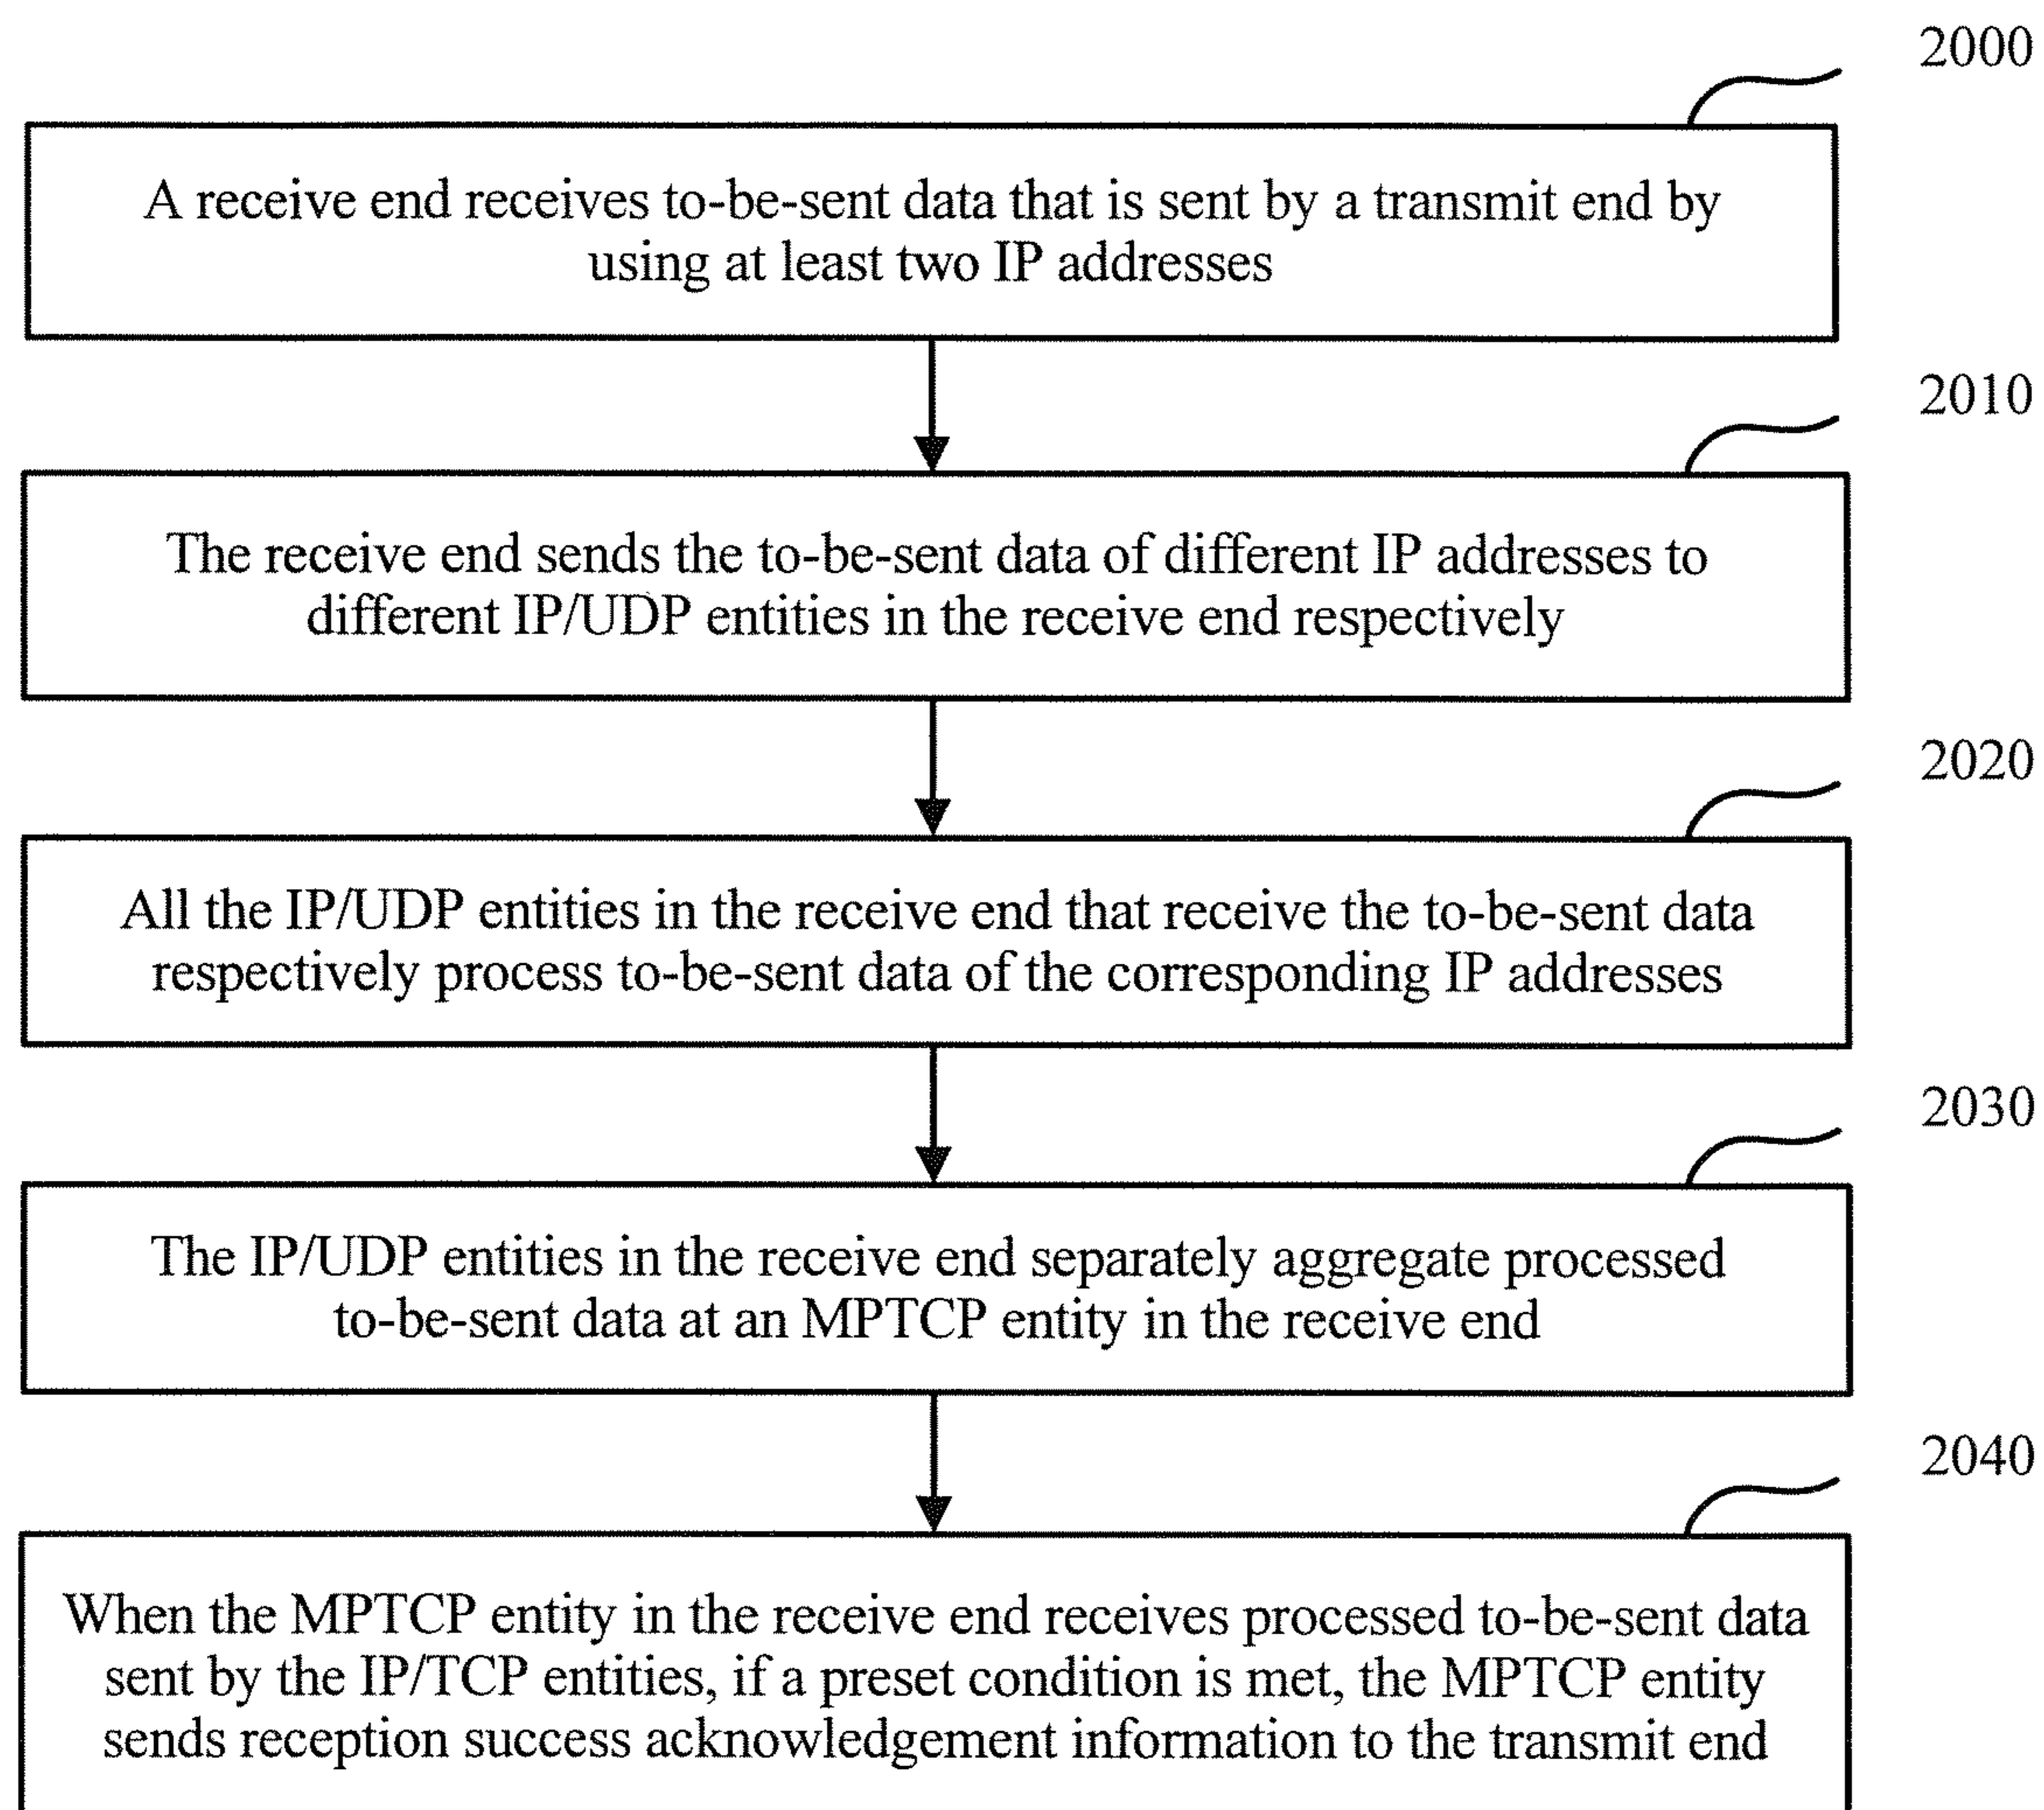 2000
A receive end receives to-be-sent data that is sent by a transmit end by
using at least two IP addresses
2010
The receive end sends the to-be-sent data of different IP addresses to
different IP/UDP entities in the receive end respectively
2020
All the IP/UDP entities in the receive end that receive the to-be-sent data
respectively process to-be-sent data of the corresponding IP addresses
2030
The IP/UDP entities in the receive end separately aggregate processed
to-be-sent data at an MPTCP entity in the receive end
2040
When the MPTCP entity in the receive end receives processed to-be-sent data
sent by the IP/TCP entities, if a preset condition is met, the MPTCP entity
sends reception success acknowledgement information to the transmit end